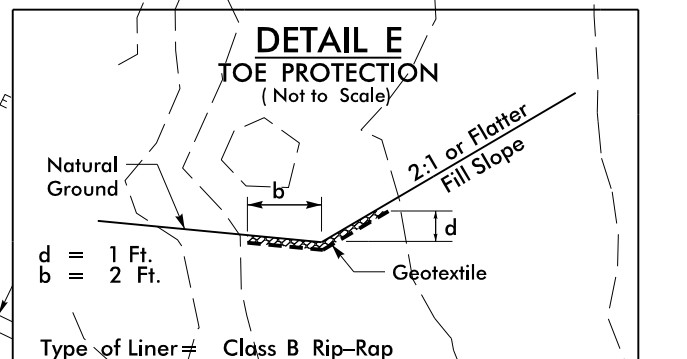 DETAIL E
TOE PROTECTION
( Not to Scale)
2:1 or Flatter
Fill Slope
Natural
Ground
b
d
d = 1 Ft.
b = 2 Ft.
Geotextile
Type of Liner= Class B Rip-Rap
E